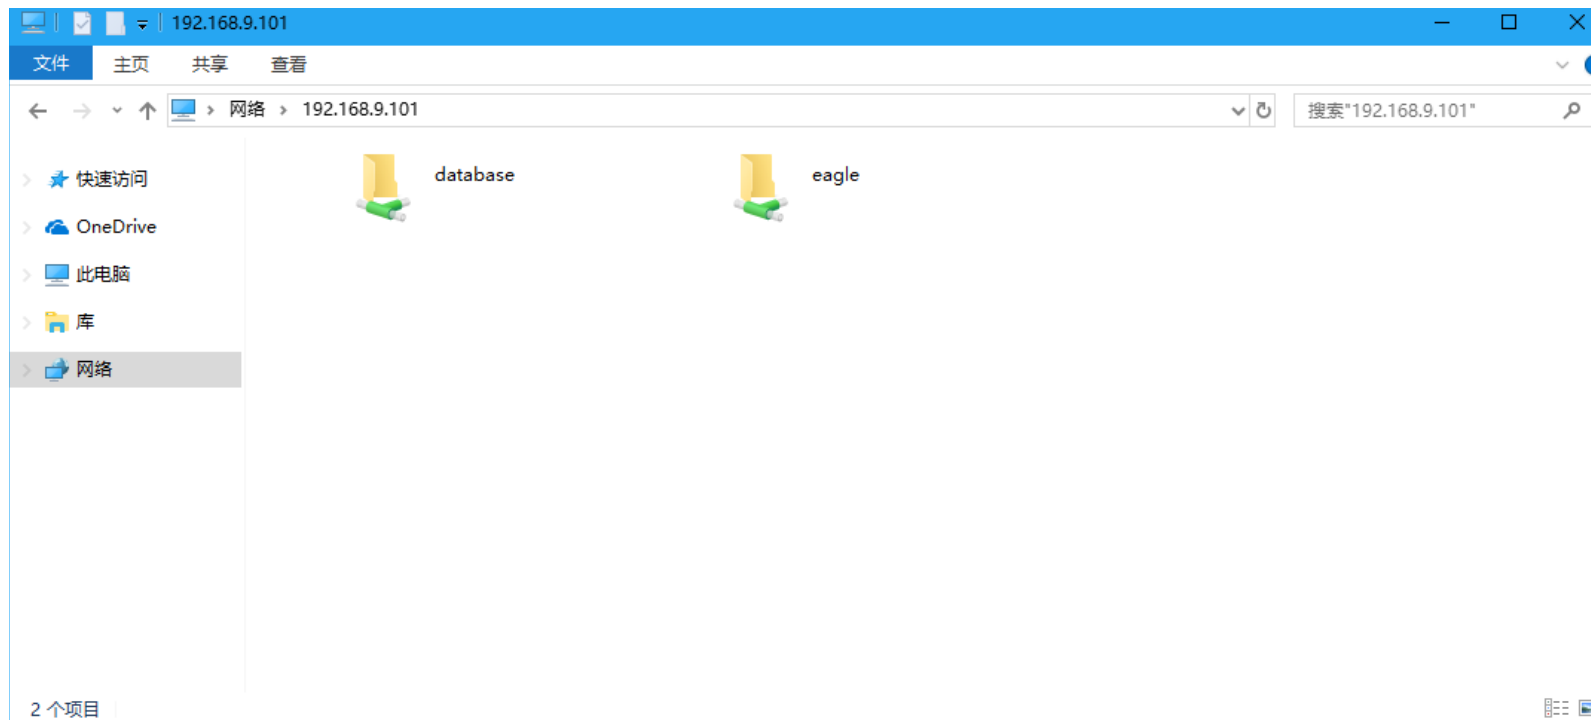 192.168.9.101
文件 主页 共享 查看
网络 192.168.9.101 搜索"192.168.9.101"
快速访问
OneDrive
此电脑
库
网络
database eagle
2 个项目